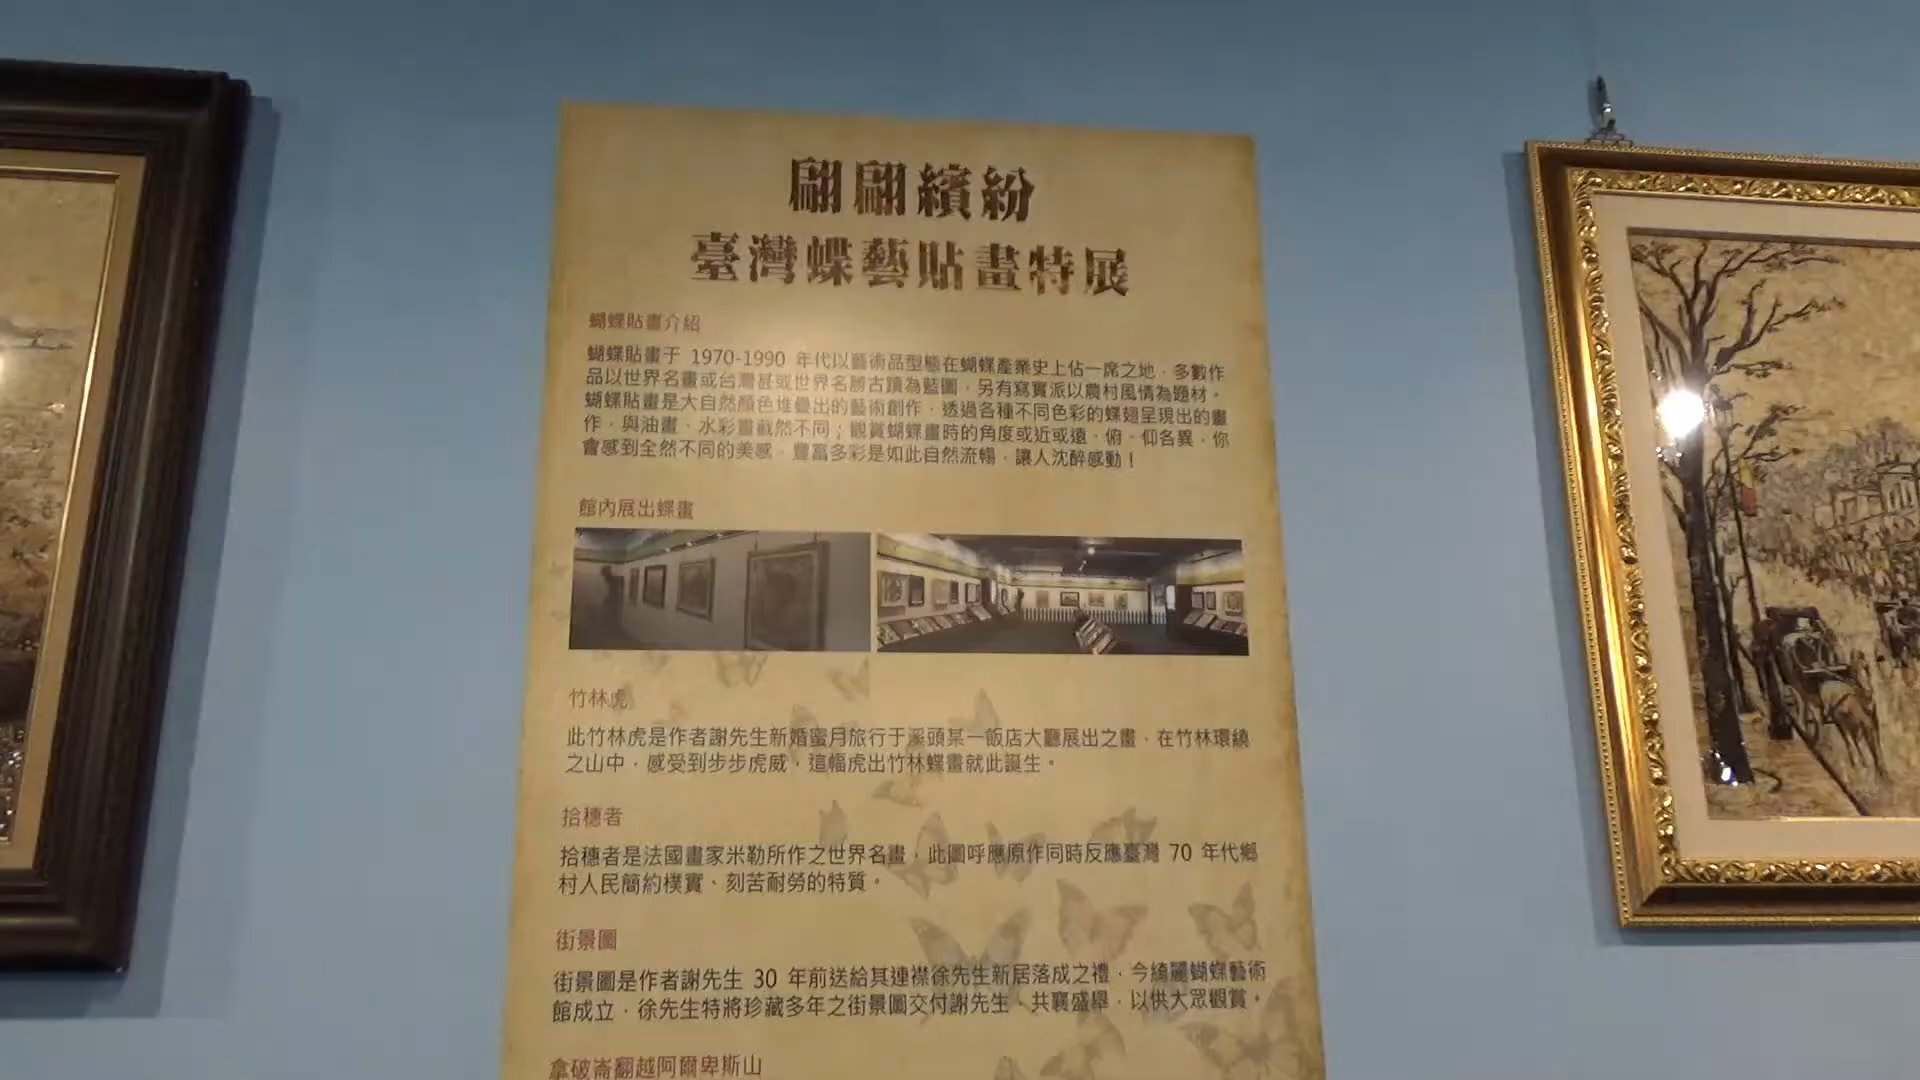 翩翩繽紛
臺灣蝶藝貼畫特展
蝴蝶貼畫介紹
蝴蝶貼畫于 1970-1990 年代以藝術品型態在蝴蝶產業史上佔一席之地，多數作
品以世界名畫或台灣甚或世界名勝古蹟為藍圖，另有寫實派以農村風情為題材。
蝴蝶貼畫是大自然顏色堆疊出的藝術創作，透過各種不同色彩的蝶翅呈現出的畫
作，與油畫、水彩畫截然不同；觀賞蝴蝶畫時的角度或近或遠，俯、仰各異，你
會感到全然不同的美感，豐富多彩是如此自然流暢，讓人沈醉感動！
館內展出蝶畫
竹林虎
此竹林虎是作者謝先生新婚蜜月旅行于溪頭某一飯店大廳展出之畫，在竹林環繞
之山中，感受到步步虎威，這幅虎出竹林蝶畫就此誕生。
拾穗者
拾穗者是法國畫家米勒所作之世界名畫，此圖呼應原作同時反應臺灣 70 年代鄉
村人民簡約樸實、刻苦耐勞的特質。
街景圖
街景圖是作者謝先生 30 年前送給其連襟徐先生新居落成之禮，今綺麗蝴蝶藝術
館成立，徐先生特將珍藏多年之街景圖交付謝先生，共襄盛舉，以供大眾觀賞。
拿破崙翻越阿爾卑斯山